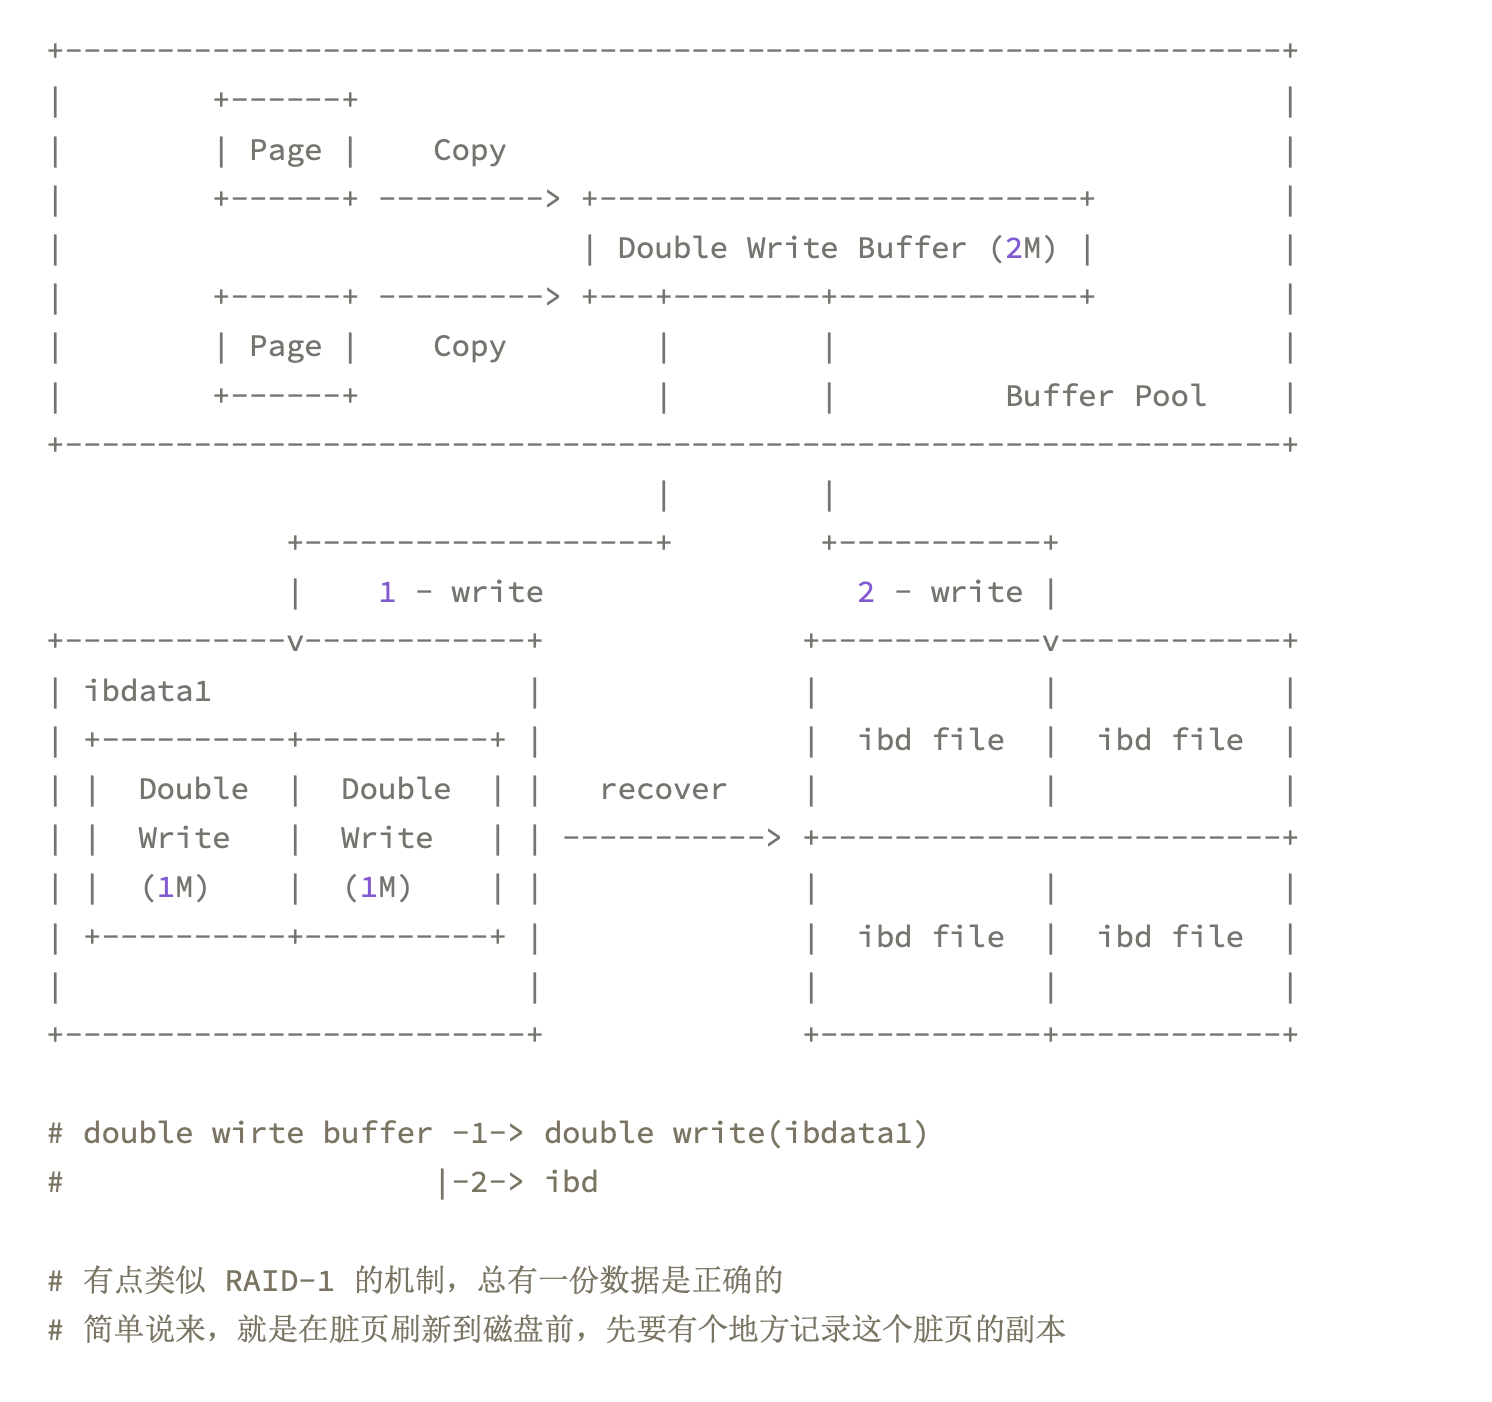 +------------------------------------------------------------------+
|        +------+                                                  |
|        | Page |    Copy                                          |
|        +------+ ---------> +--------------------------+          |
|                            | Double Write Buffer (2M) |          |
|        +------+ ---------> +---+--------+-------------+          |
|        | Page |    Copy        |        |                        |
|        +------+                |        |         Buffer Pool    |
+------------------------------------------------------------------+
                                 |        |
             +-------------------+        +-----------+
             |    1 - write                 2 - write |
+------------v------------+              +------------v------------+
| ibdata1                 |              |            |            |
| +----------+----------+ |              |  ibd file  |  ibd file  |
| |  Double  |  Double  | |   recover    |            |            |
| |  Write   |  Write   | | -----------> +-------------------------+
| |  (1M)    |  (1M)    | |              |            |            |
| +----------+----------+ |              |  ibd file  |  ibd file  |
|                         |              |            |            |
+-------------------------+              +------------+------------+
# double wirte buffer -1-> double write(ibdata1)
#                    |-2-> ibd
# 有点类似 RAID-1 的机制，总有一份数据是正确的
# 简单说来，就是在脏页刷新到磁盘前，先要有个地方记录这个脏页的副本